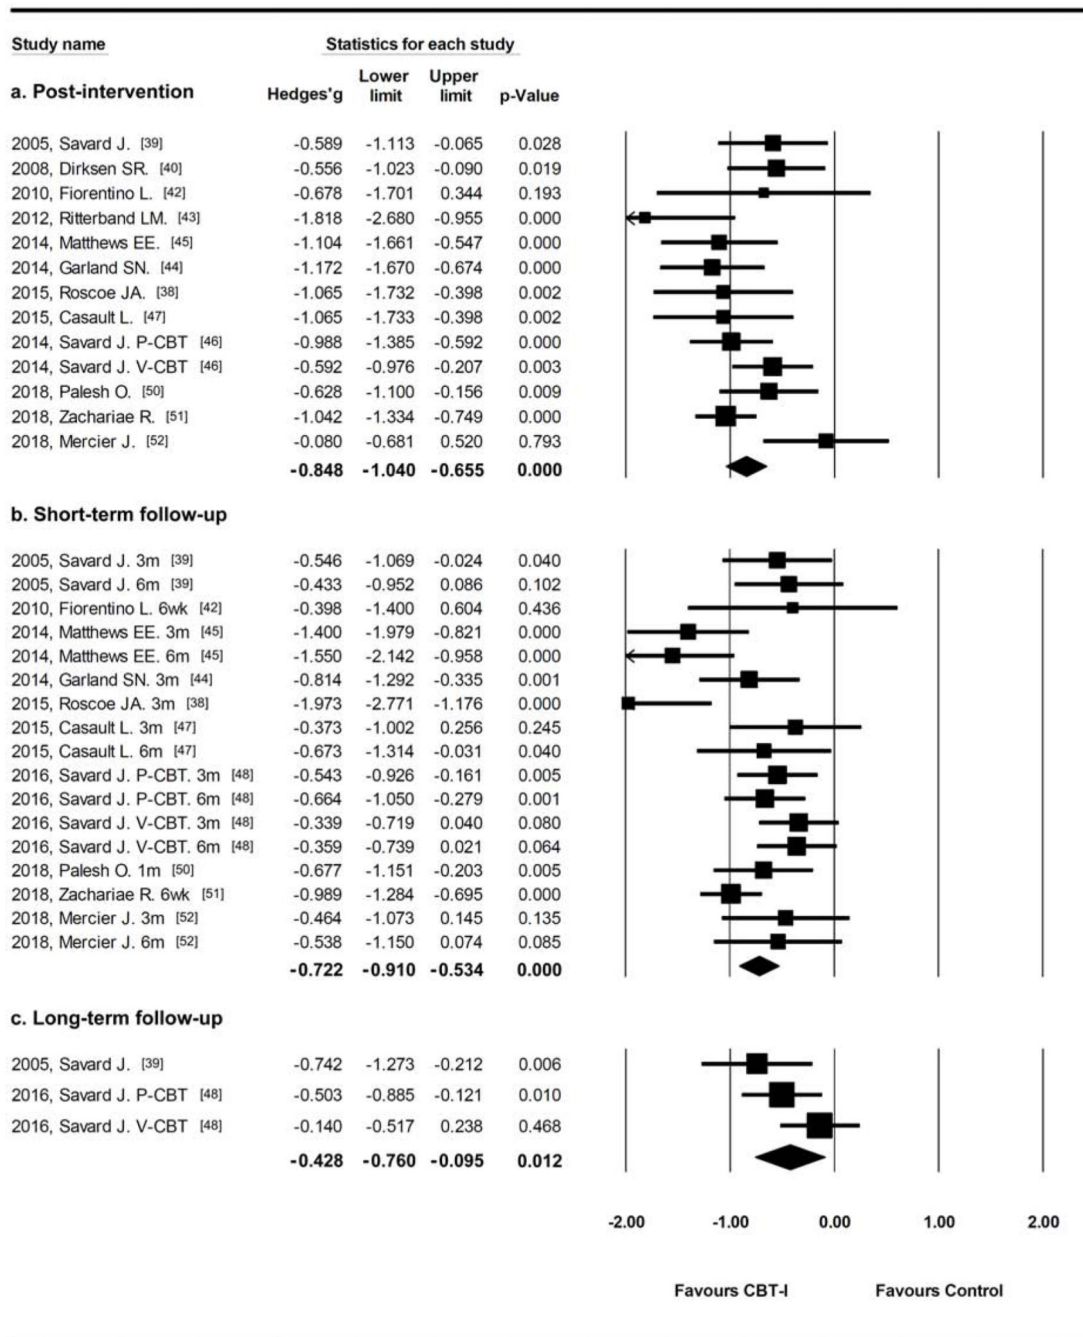 Study name Statistics for each study
a. Post-intervention Hedges'g Lower limit Upper limit p-Value
2005, Savard J. [39] -0.589 -1.113 -0.065 0.028
2008, Dirksen SR. [40] -0.556 -1.023 -0.090 0.019
2010, Fiorentino L. [42] -0.678 -1.701 0.344 0.193
2012, Ritterband LM. [43] -1.818 -2.680 -0.955 0.000
2014, Matthews EE. [45] -1.104 -1.661 -0.547 0.000
2014, Garland SN. [44] -1.172 -1.670 -0.674 0.000
2015, Roscoe JA. [38] -1.065 -1.732 -0.398 0.002
2015, Casault L. [47] -1.065 -1.733 -0.398 0.002
2014, Savard J. P-CBT [46] -0.988 -1.385 -0.592 0.000
2014, Savard J. V-CBT [46] -0.592 -0.976 -0.207 0.003
2018, Palesh O. [50] -0.628 -1.100 -0.156 0.009
2018, Zachariae R. [51] -1.042 -1.334 -0.749 0.000
2018, Mercier J. [52] -0.080 -0.681 0.520 0.793
-0.848 -1.040 -0.655 0.000
b. Short-term follow-up
2005, Savard J. 3m [39] -0.546 -1.069 -0.024 0.040
2005, Savard J. 6m [39] -0.433 -0.952 0.086 0.102
2010, Fiorentino L. 6wk [42] -0.398 -1.400 0.604 0.436
2014, Matthews EE. 3m [45] -1.400 -1.979 -0.821 0.000
2014, Matthews EE. 6m [45] -1.550 -2.142 -0.958 0.000
2014, Garland SN. 3m [44] -0.814 -1.292 -0.335 0.001
2015, Roscoe JA. 3m [38] -1.973 -2.771 -1.176 0.000
2015, Casault L. 3m [47] -0.373 -1.002 0.256 0.245
2015, Casault L. 6m [47] -0.673 -1.314 -0.031 0.040
2016, Savard J. P-CBT. 3m [48] -0.543 -0.926 -0.161 0.005
2016, Savard J. P-CBT. 6m [48] -0.664 -1.050 -0.279 0.001
2016, Savard J. V-CBT. 3m [48] -0.339 -0.719 0.040 0.080
2016, Savard J. V-CBT. 6m [48] -0.359 -0.739 0.021 0.064
2018, Palesh O. 1m [50] -0.677 -1.151 -0.203 0.005
2018, Zachariae R. 6wk [51] -0.989 -1.284 -0.695 0.000
2018, Mercier J. 3m [52] -0.464 -1.073 0.145 0.135
2018, Mercier J. 6m [52] -0.538 -1.150 0.074 0.085
-0.722 -0.910 -0.534 0.000
c. Long-term follow-up
2005, Savard J. [39] -0.742 -1.273 -0.212 0.006
2016, Savard J. P-CBT [48] -0.503 -0.885 -0.121 0.010
2016, Savard J. V-CBT [48] -0.140 -0.517 0.238 0.468
-0.428 -0.760 -0.095 0.012
-2.00 -1.00 0.00 1.00 2.00
Favours CBT-I Favours Control